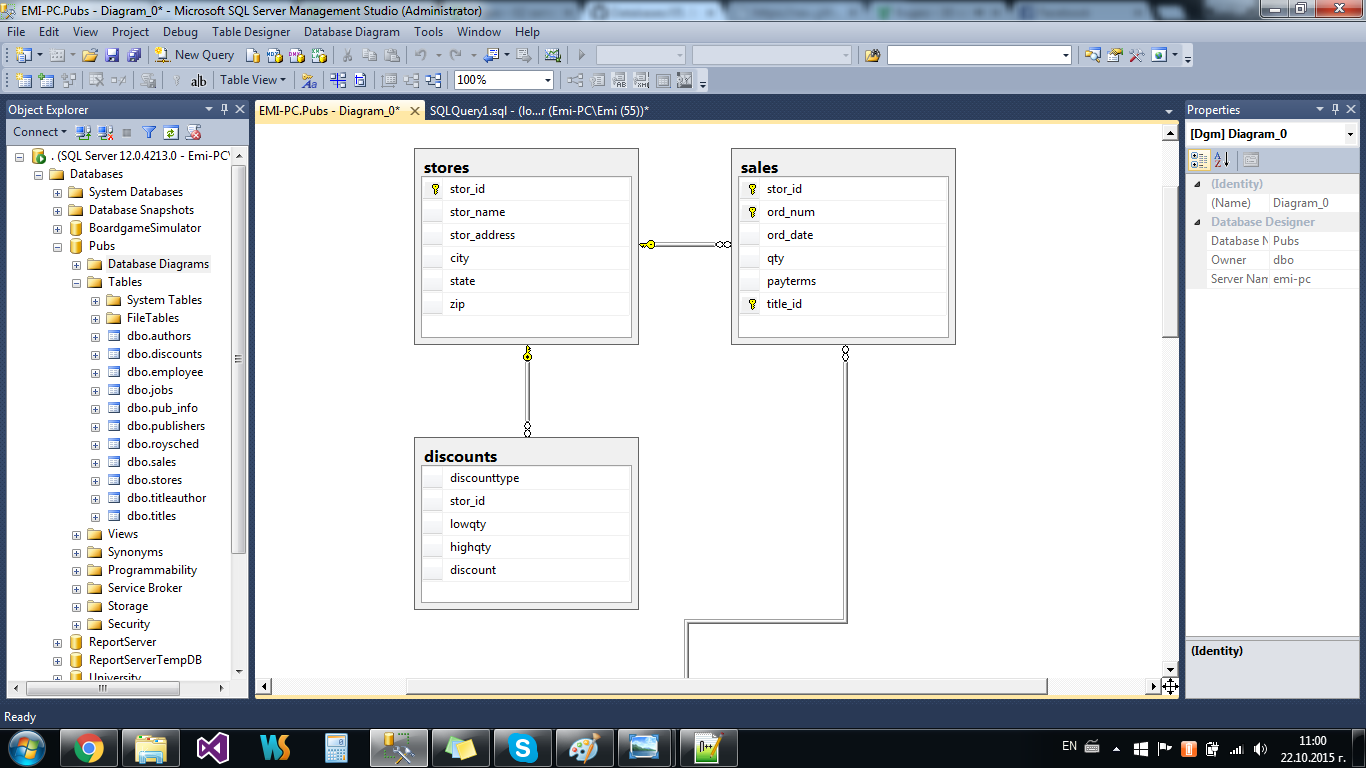 EMI-PC.Pubs - Diagram_0* - Microsoft SQL Server Management Studio (Administrator)
File Edit View Project Debug Table Designer Database Diagram Tools Window Help
New Query
Table View
100%
Object Explorer
Connect
. (SQL Server 12.0.4213.0 - Emi-PC\
Databases
System Databases
Database Snapshots
BoardgameSimulator
Pubs
Database Diagrams
Tables
System Tables
FileTables
dbo.authors
dbo.discounts
dbo.employee
dbo.jobs
dbo.pub_info
dbo.publishers
dbo.roysched
dbo.sales
dbo.stores
dbo.titleauthor
dbo.titles
Views
Synonyms
Programmability
Service Broker
Storage
Security
ReportServer
ReportServerTempDB
University
EMI-PC.Pubs - Diagram_0*
SQLQuery1.sql - (lo...r (Emi-PC\Emi (55))*
stores
stor_id
stor_name
stor_address
city
state
zip
sales
stor_id
ord_num
ord_date
qty
payterms
title_id
discounts
discounttype
stor_id
lowqty
highqty
discount
Properties
[Dgm] Diagram_0
(Identity)
(Name) Diagram_0
Database Designer
Database N Pubs
Owner dbo
Server Nam emi-pc
(Identity)
Ready
EN
11:00
22.10.2015 г.